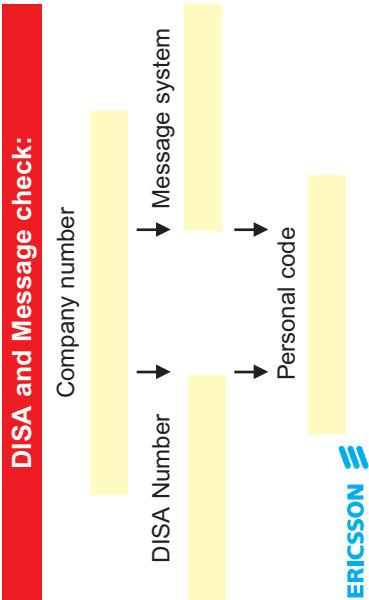 DISA and Message check:
Company number
DISA Number
Message system
Personal code
ERICSSON